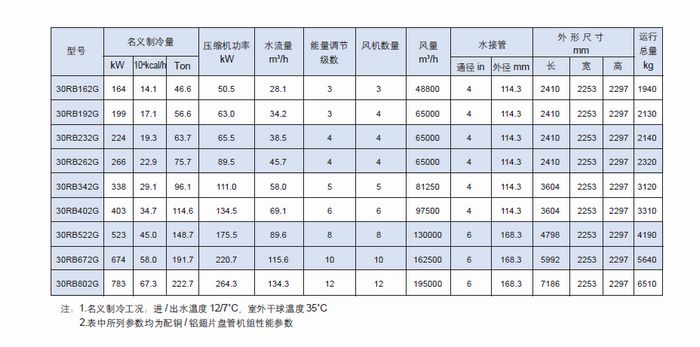 型号 名义制冷量 压缩机功率 kW 水流量 m³/h 能量调节级数 风机数量 风量 m³/h 水接管 外形尺寸 mm 运行总量 kg
kW 10⁴kcal/h Ton 通径 in 外径 mm 长 宽 高
30RB162G 164 14.1 46.6 50.5 28.1 3 3 48800 4 114.3 2410 2253 2297 1940
30RB192G 199 17.1 56.6 63.0 34.2 3 4 65000 4 114.3 2410 2253 2297 2130
30RB232G 224 19.3 63.7 65.5 38.5 4 4 65000 4 114.3 2410 2253 2297 2140
30RB262G 266 22.9 75.7 89.5 45.7 4 4 65000 4 114.3 2410 2253 2297 2320
30RB342G 338 29.1 96.1 111.0 58.0 5 5 81250 4 114.3 3604 2253 2297 3120
30RB402G 403 34.7 114.6 134.5 69.1 6 6 97500 4 114.3 3604 2253 2297 3310
30RB522G 523 45.0 148.7 175.5 89.6 8 8 130000 6 168.3 4798 2253 2297 4190
30RB672G 674 58.0 191.7 220.7 115.6 10 10 162500 6 168.3 5992 2253 2297 5640
30RB802G 783 67.3 222.7 264.3 134.3 12 12 195000 6 168.3 7186 2253 2297 6510
注：1.名义制冷工况：进/出水温度 12/7℃，室外干球温度 35℃
2.表中所列参数均为配铜/铝翅片盘管机组性能参数